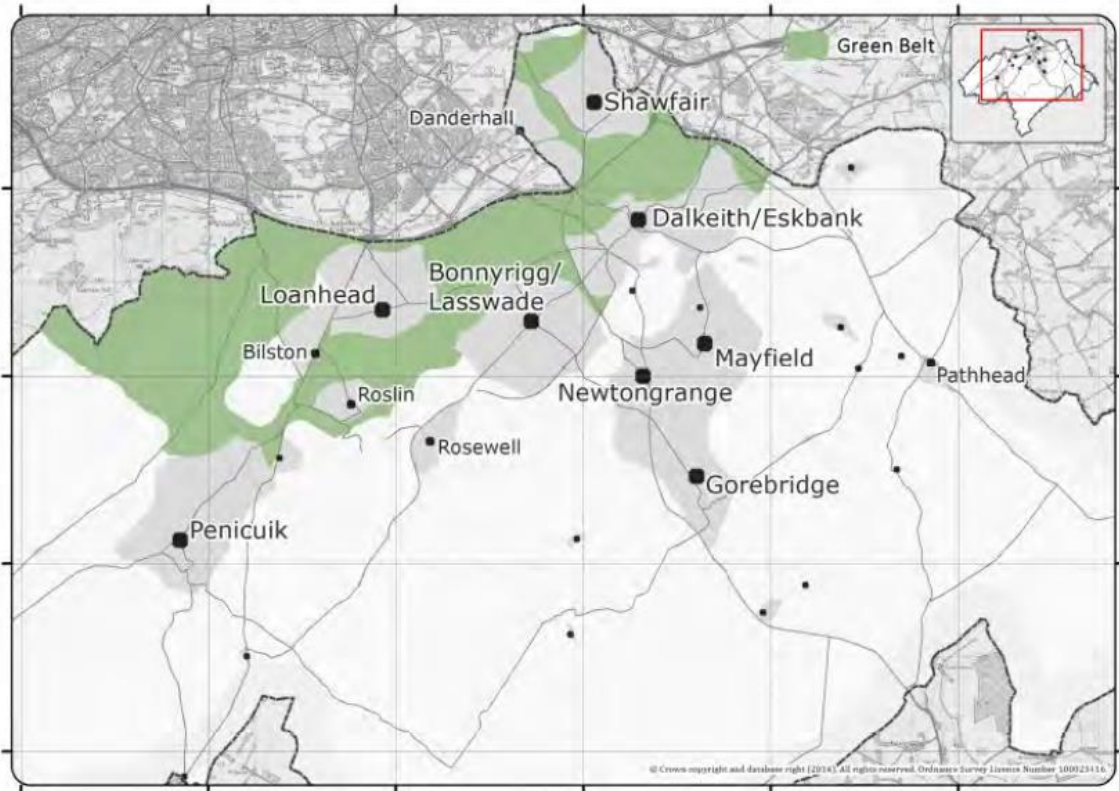 Green Belt
Shawfair
Danderhall
Dalkeith/Eskbank
Bonnyrigg/
Lasswade
Loanhead
Bilston
Mayfield
Pathhead
Roslin
Newtongrange
Rosewell
Gorebridge
Penicuik
© Crown copyright and database right (2014). All rights reserved. Ordnance Survey Licence Number 100023416.